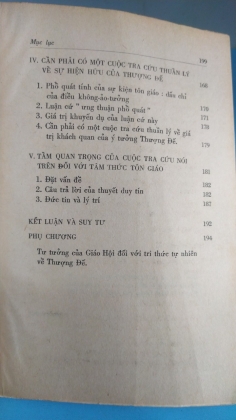 Mục lục 199
IV. CẦN PHẢI CÓ MỘT CUỘC TRA CỨU THUẦN LÝ
VỀ SỰ HIỆN HỮU CỦA THƯỢNG ĐẾ 168
1. Phổ quát tính của sự kiện tôn giáo : dấu chỉ
của điều không-ảo-tưởng
2. Luận cứ "ưng thuận phổ quát" 170
3. Giá trị khuyến dụ của luận cứ này 171
4. Cần phải có một cuộc tra cứu thuần lý về giá 178
trị khách quan của ý tưởng Thượng Đế. 179
V. TẦM QUAN TRỌNG CỦA CUỘC TRA CỨU NÓI
TRÊN ĐỐI VỚI TÂM THỨC TÔN GIÁO 181
1. Đặt vấn đề 182
2. Câu trả lời của thuyết duy tín 182
3. Đức tin và lý trí 187
KẾT LUẬN VÀ SUY TƯ 192
PHỤ CHƯƠNG 194
Tư tưởng của Giáo Hội đối với tri thức tự nhiên
về Thượng Đế.